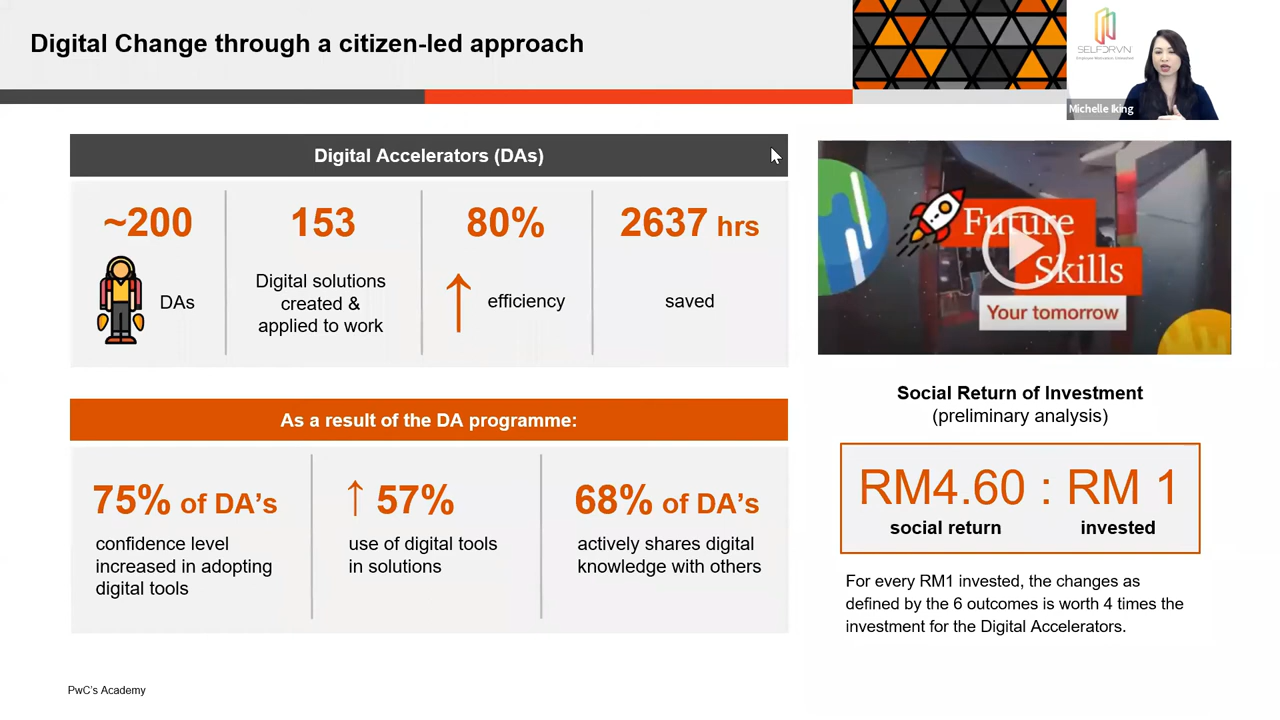 Digital Change through a citizen-led approach
SELFDRVN
Employee Motivation Consultant
Michelle Iking
Digital Accelerators (DAs)
~200
DAs
153
Digital solutions
created &
applied to work
80%
efficiency
2637 hrs
saved
As a result of the DA programme:
75% of DA's
confidence level
increased in adopting
digital tools
↑ 57%
use of digital tools
in solutions
68% of DA's
actively shares digital
knowledge with others
Future
Skills
Your tomorrow
Social Return of Investment
(preliminary analysis)
RM4.60 : RM 1
social return invested
For every RM1 invested, the changes as
defined by the 6 outcomes is worth 4 times the
investment for the Digital Accelerators.
PwC's Academy